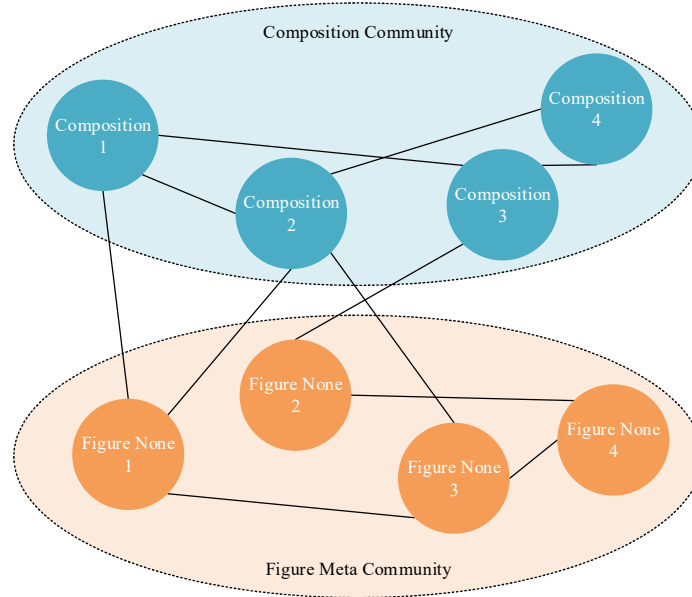 Composition Community
Composition
1
Composition
4
Composition
2
Composition
3
Figure None
2
Figure None
1
Figure None
3
Figure None
4
Figure Meta Community